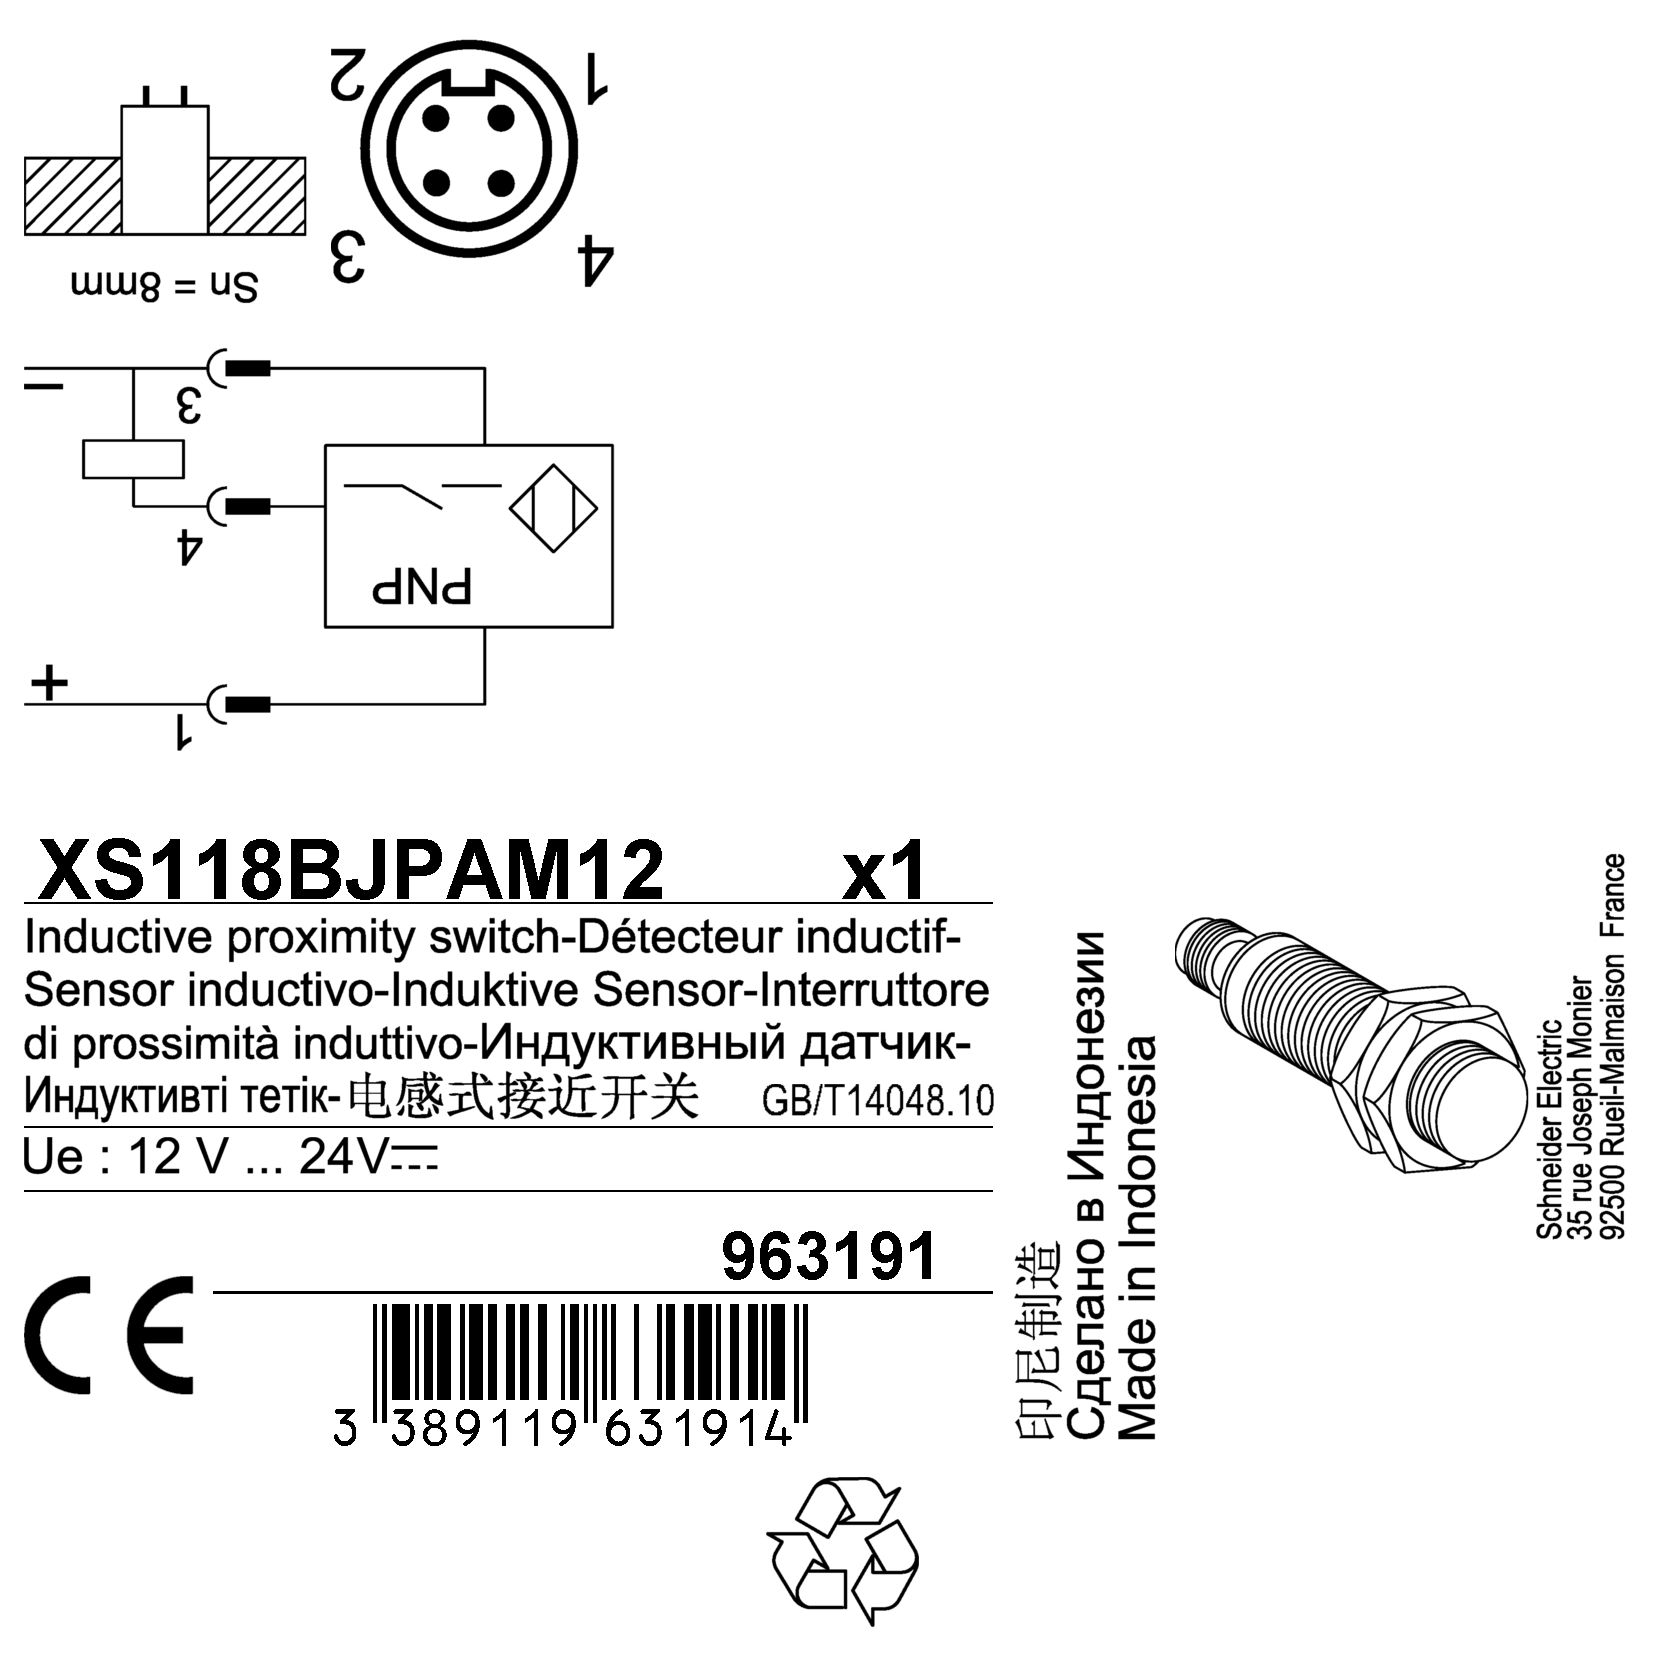 2 1
3 4
Sn = 8mm
−
3
4
PNP
+
1
XS118BJPAM12 x1
Inductive proximity switch-Détecteur inductif-
Sensor inductivo-Induktive Sensor-Interruttore
di prossimità induttivo-Индуктивный датчик-
Индуктивті тетік-电感式接近开关 GB/T14048.10
Ue : 12 V ... 24V⎓
963191
CE
3 389119 631914
印尼制造
Сделано в Индонезии
Made in Indonesia
Schneider Electric
35 rue Joseph Monier
92500 Rueil-Malmaison France